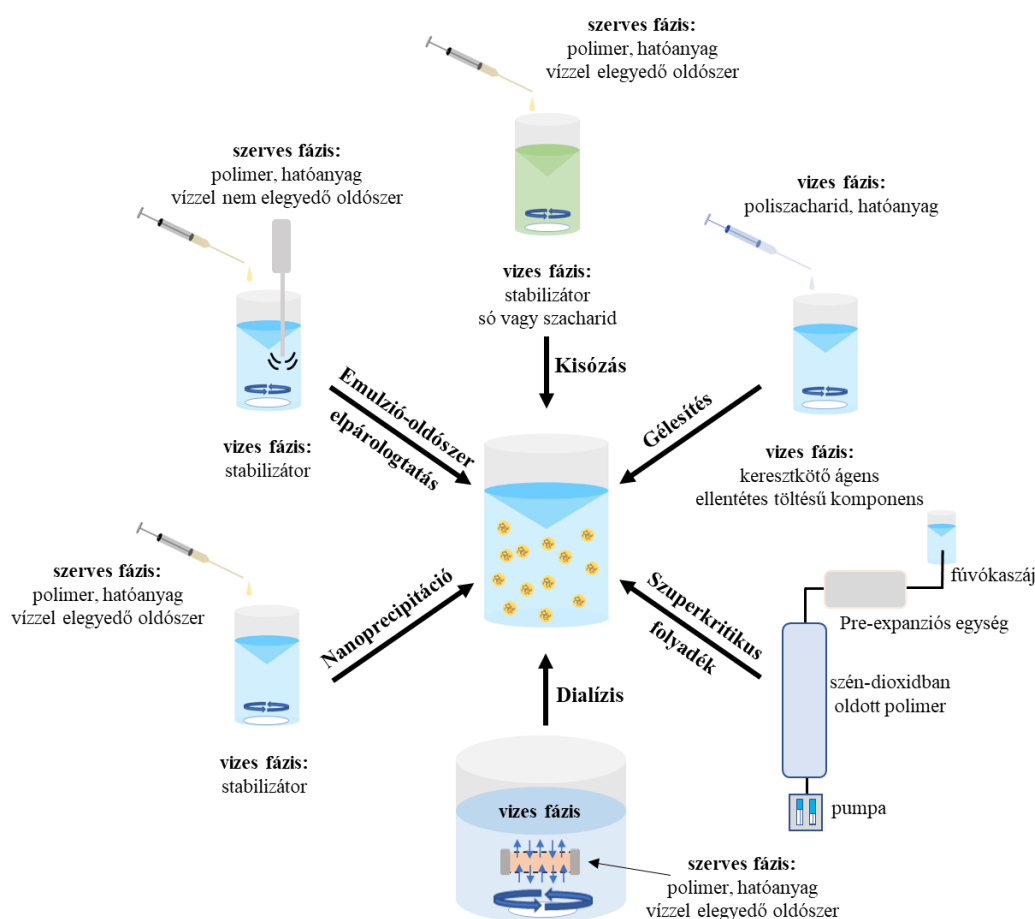 szerves fázis:
polimer, hatóanyag
vízzel elegyedő oldószer
szerves fázis:
polimer, hatóanyag
vízzel nem elegyedő oldószer
vizes fázis:
poliszacharid, hatóanyag
vizes fázis:
stabilizátor
só vagy szacharid
Kisózás
Emulzió-oldószer
elpárologtatás
Gélesítés
vizes fázis:
stabilizátor
vizes fázis:
keresztkötő ágens
ellentétes töltésű komponens
szerves fázis:
polimer, hatóanyag
vízzel elegyedő oldószer
Nanoprecipitáció
Szuperkritikus
folyadék
fúvókaszáj
Pre-expanziós egység
szén-dioxidban
oldott polimer
Dialízis
vizes fázis:
stabilizátor
vizes fázis
pumpa
szerves fázis:
polimer, hatóanyag
vízzel elegyedő oldószer